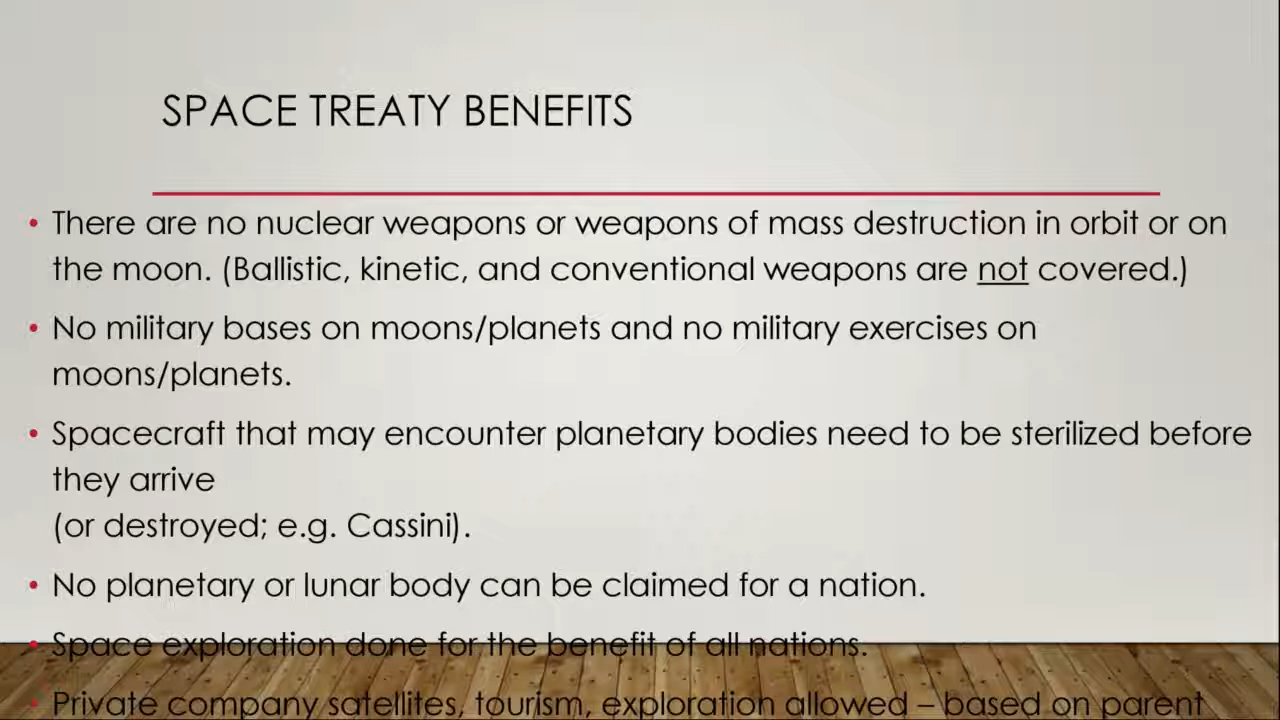 SPACE TREATY BENEFITS
• There are no nuclear weapons or weapons of mass destruction in orbit or on
the moon. (Ballistic, kinetic, and conventional weapons are not covered.)
• No military bases on moons/planets and no military exercises on
moons/planets.
• Spacecraft that may encounter planetary bodies need to be sterilized before
they arrive
(or destroyed; e.g. Cassini).
• No planetary or lunar body can be claimed for a nation.
• Space exploration done for the benefit of all nations.
• Private company satellites, tourism, exploration allowed – based on parent